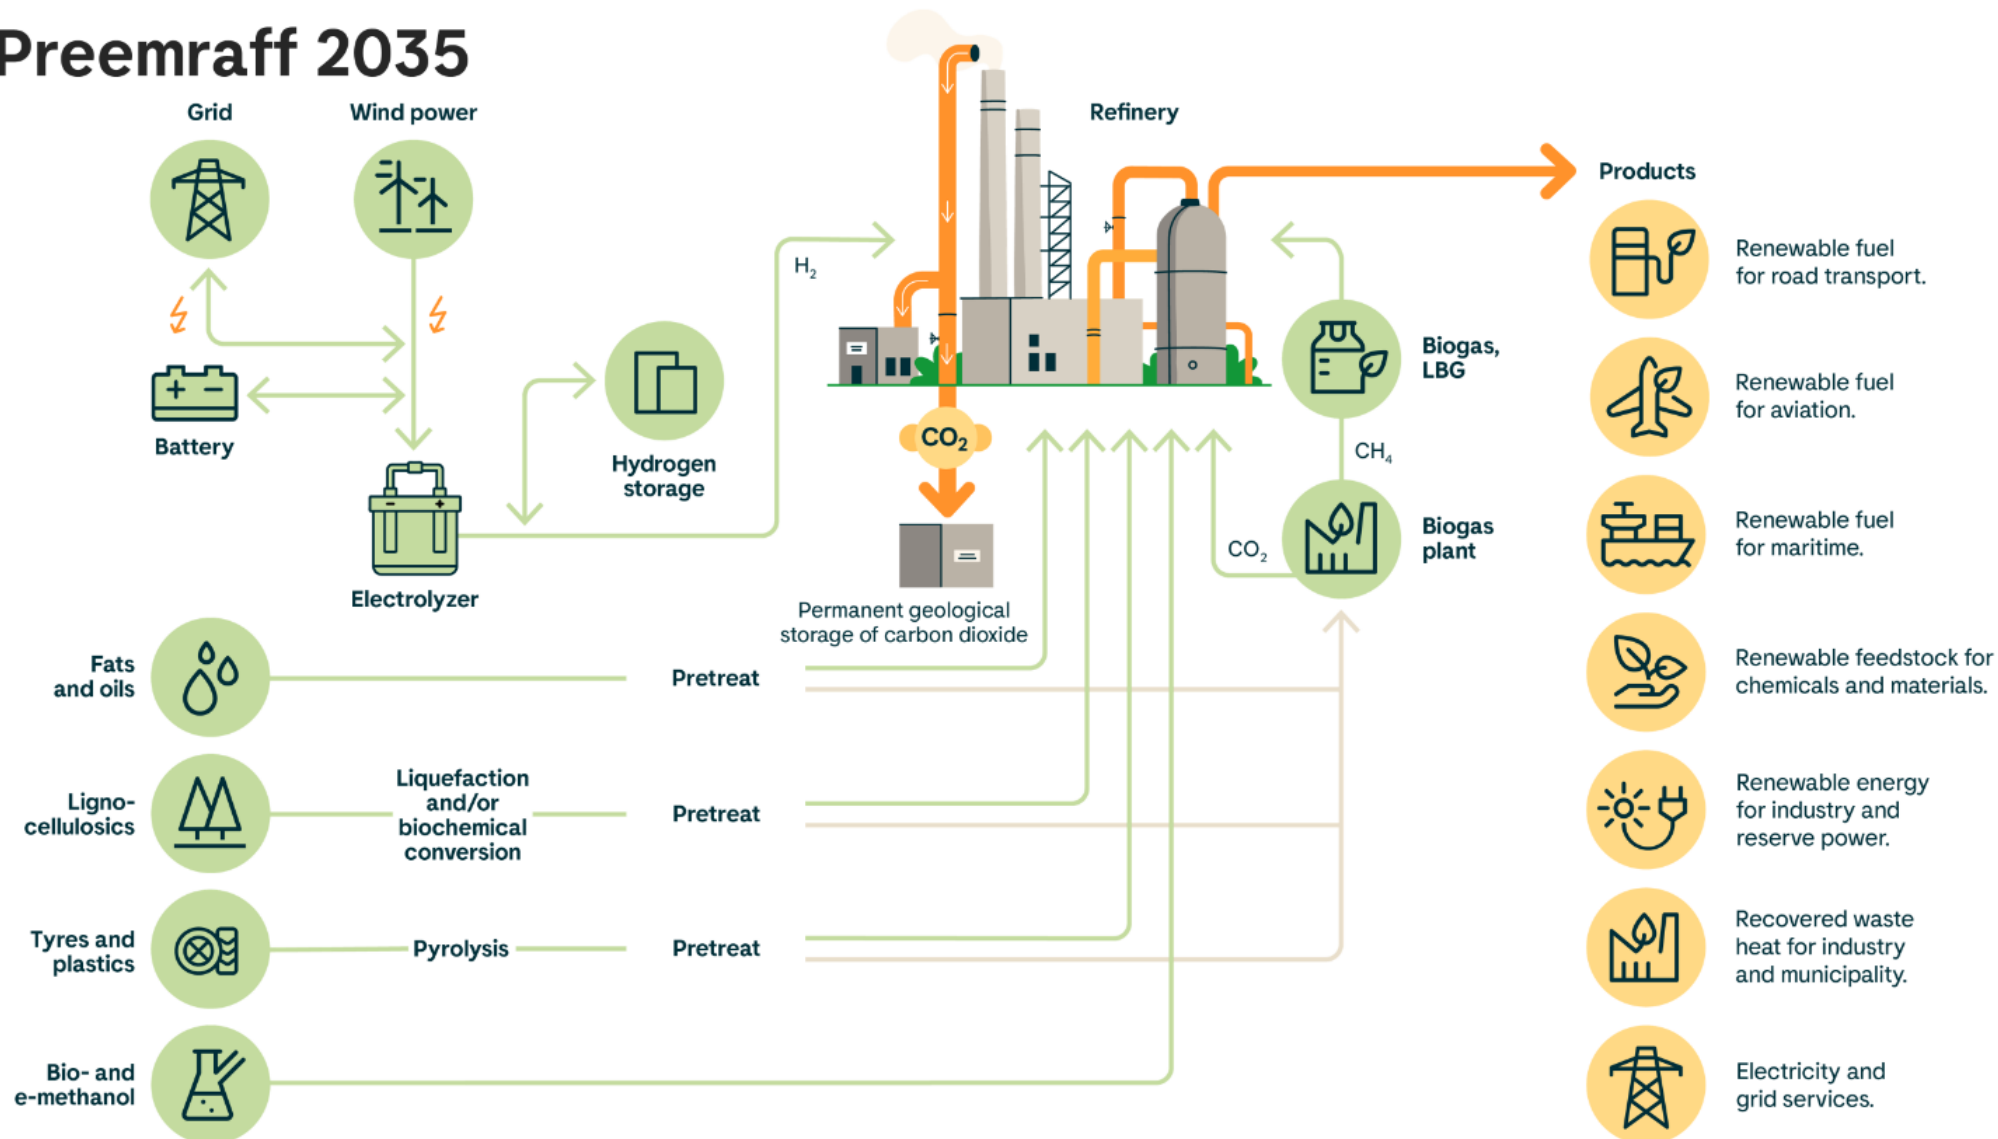 Preemraff 2035
Grid
Wind power
Refinery
Products
H₂
Battery
Hydrogen
storage
Electrolyzer
CO₂
Permanent geological
storage of carbon dioxide
Biogas,
LBG
CH₄
Biogas
plant
CO₂
Fats
and oils
Pretreat
Ligno-
cellulosics
Liquefaction
and/or
biochemical
conversion
Pretreat
Tyres and
plastics
Pyrolysis
Pretreat
Bio- and
e-methanol
Renewable fuel
for road transport.
Renewable fuel
for aviation.
Renewable fuel
for maritime.
Renewable feedstock for
chemicals and materials.
Renewable energy
for industry and
reserve power.
Recovered waste
heat for industry
and municipality.
Electricity and
grid services.